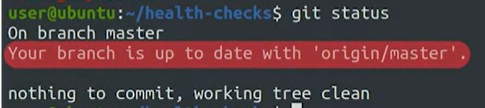 user@ubuntu:~/health-checks$ git status
On branch master
Your branch is up to date with 'origin/master'.
nothing to commit, working tree clean